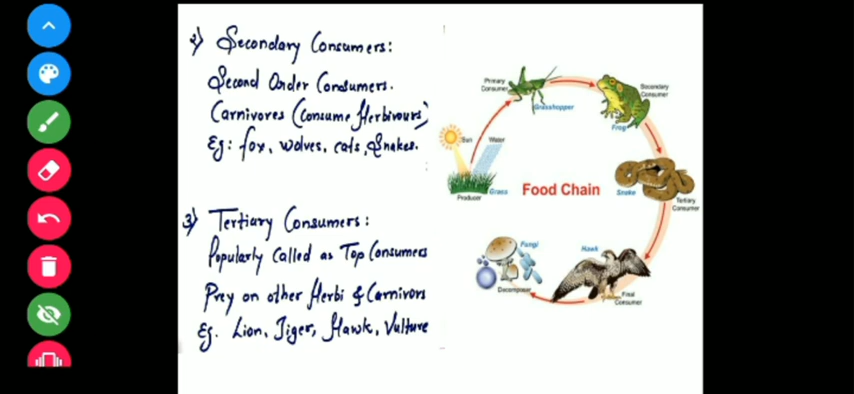 2) Secondary Consumers:
Second Order Consumers.
Carnivores (Consume Herbivours)
Eg: fox, wolves, cats, Snakes.
3) Tertiary Consumers:
Popularly Called as Top Consumers
Prey on other Herbi & Carnivors
Eg. Lion, Tiger, Hawk, Vulture
Primary
Consumer
Grasshopper
Secondary
Consumer
Frog
Sun
Water
Grass
Producer
Food Chain
Snake
Tertiary
Consumer
Fungi
Decomposer
Hawk
Final
Consumer